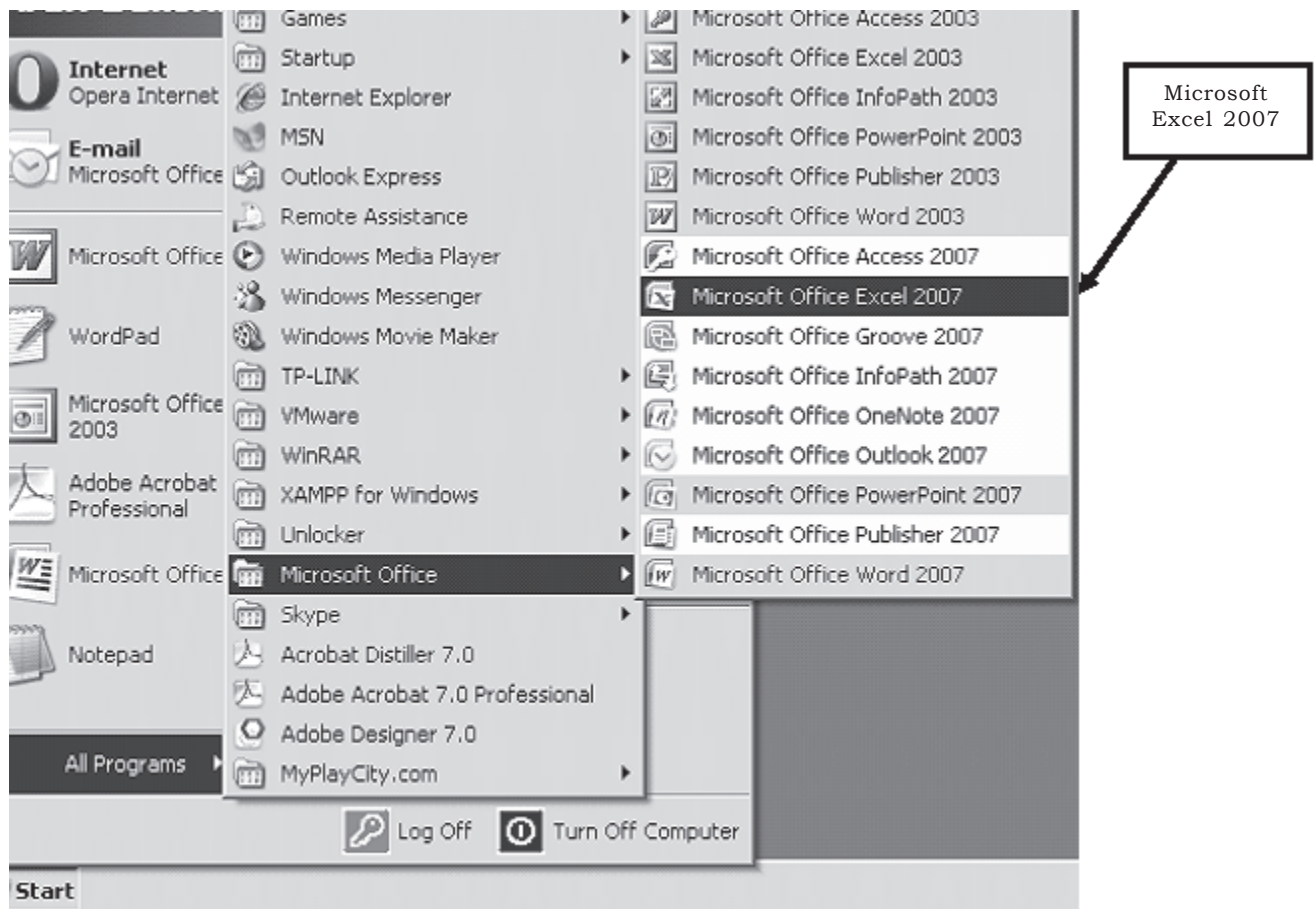 Internet
Opera Internet
E-mail
Microsoft Office
Microsoft Office
WordPad
Microsoft Office
2003
Adobe Acrobat
Professional
Microsoft Office
Notepad
All Programs
Games
Startup
Internet Explorer
MSN
Outlook Express
Remote Assistance
Windows Media Player
Windows Messenger
Windows Movie Maker
TP-LINK
VMware
WinRAR
XAMPP for Windows
Unlocker
Microsoft Office
Skype
Acrobat Distiller 7.0
Adobe Acrobat 7.0 Professional
Adobe Designer 7.0
MyPlayCity.com
Microsoft Office Access 2003
Microsoft Office Excel 2003
Microsoft Office InfoPath 2003
Microsoft Office PowerPoint 2003
Microsoft Office Publisher 2003
Microsoft Office Word 2003
Microsoft Office Access 2007
Microsoft Office Excel 2007
Microsoft Office Groove 2007
Microsoft Office InfoPath 2007
Microsoft Office OneNote 2007
Microsoft Office Outlook 2007
Microsoft Office PowerPoint 2007
Microsoft Office Publisher 2007
Microsoft Office Word 2007
Microsoft
Excel 2007
Log Off
Turn Off Computer
Start